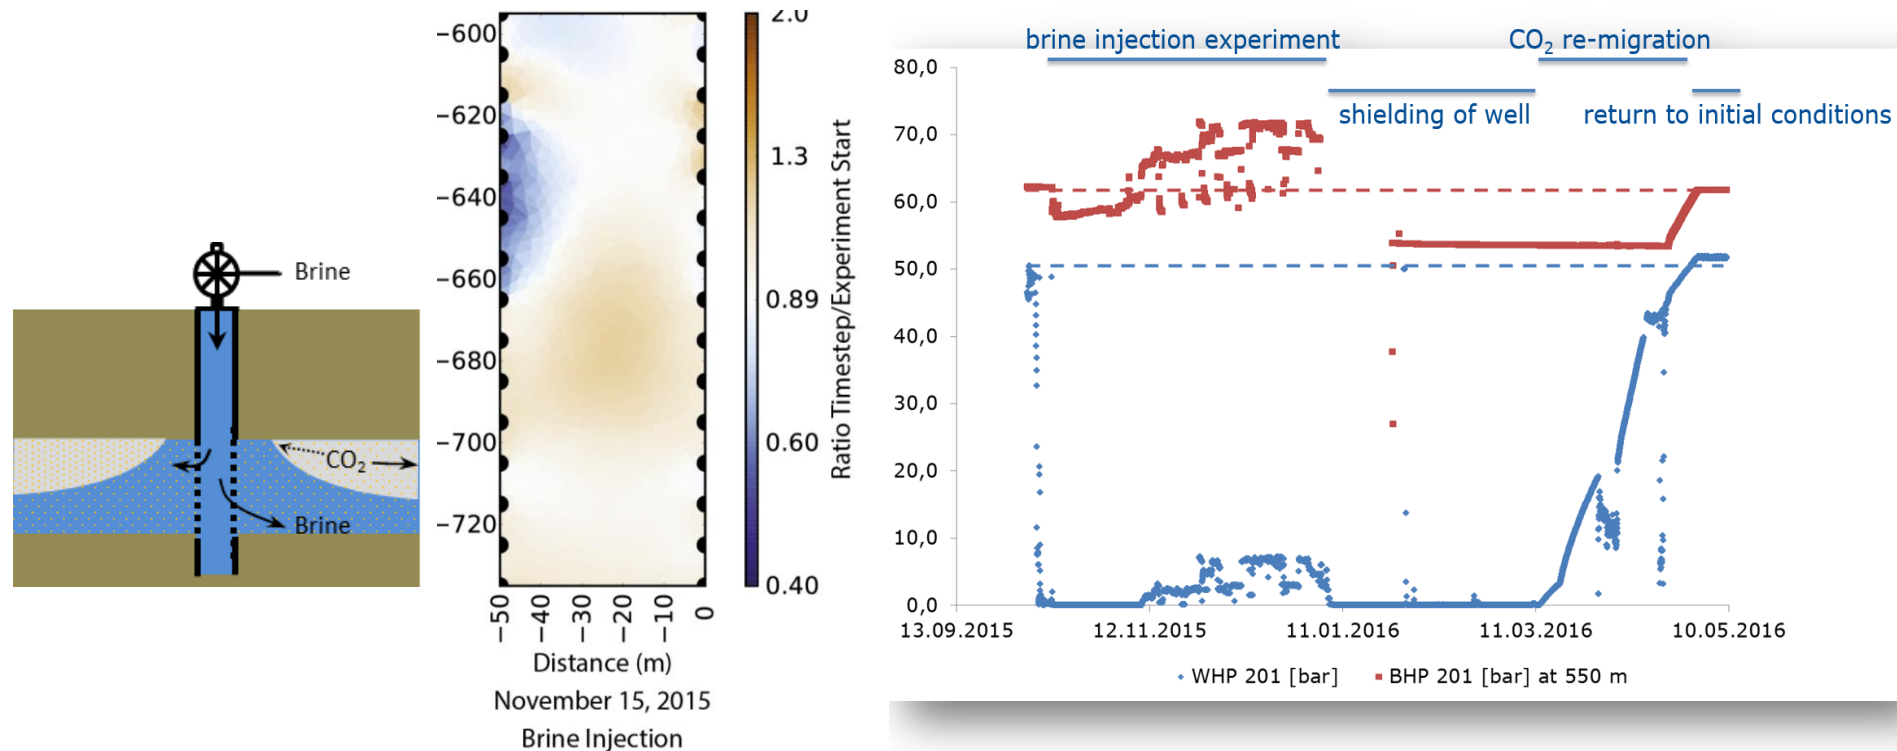 Brine
CO₂
Brine
−600
−620
−640
−660
−680
−700
−720
−50
−40
−30
−20
−10
0
Distance (m)
November 15, 2015
Brine Injection
2.0
1.3
0.89
0.60
0.40
Ratio Timestep/Experiment Start
brine injection experiment
CO₂ re-migration
shielding of well
return to initial conditions
80,0
70,0
60,0
50,0
40,0
30,0
20,0
10,0
0,0
13.09.2015
12.11.2015
11.01.2016
11.03.2016
10.05.2016
WHP 201 [bar]
BHP 201 [bar] at 550 m